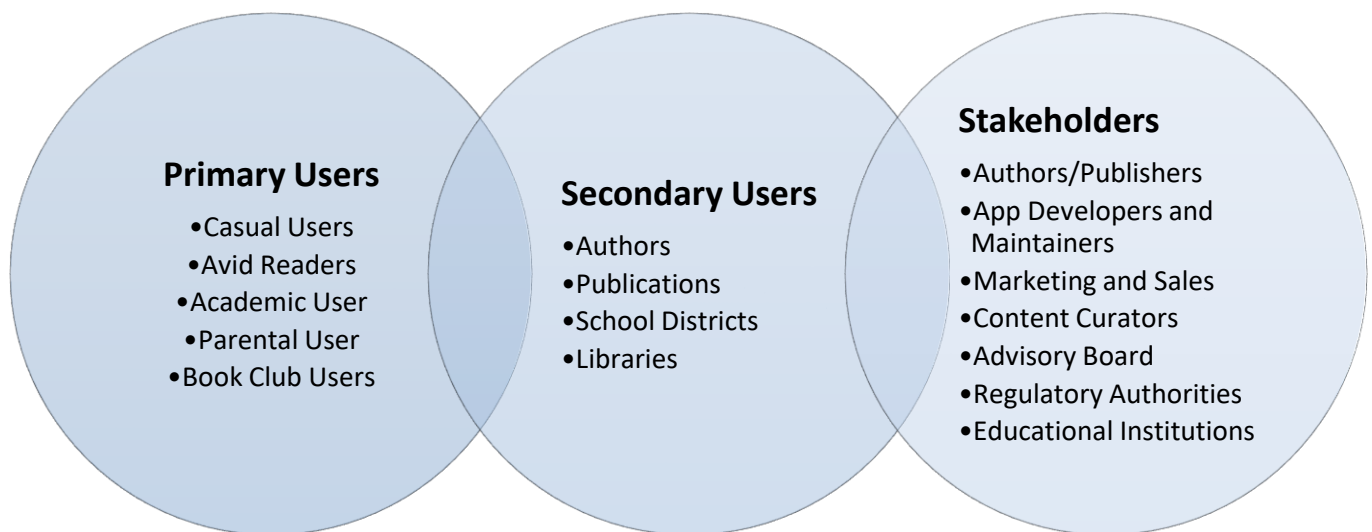 Primary Users
•Casual Users
•Avid Readers
•Academic User
•Parental User
•Book Club Users
Secondary Users
•Authors
•Publications
•School Districts
•Libraries
Stakeholders
•Authors/Publishers
•App Developers and
Maintainers
•Marketing and Sales
•Content Curators
•Advisory Board
•Regulatory Authorities
•Educational Institutions